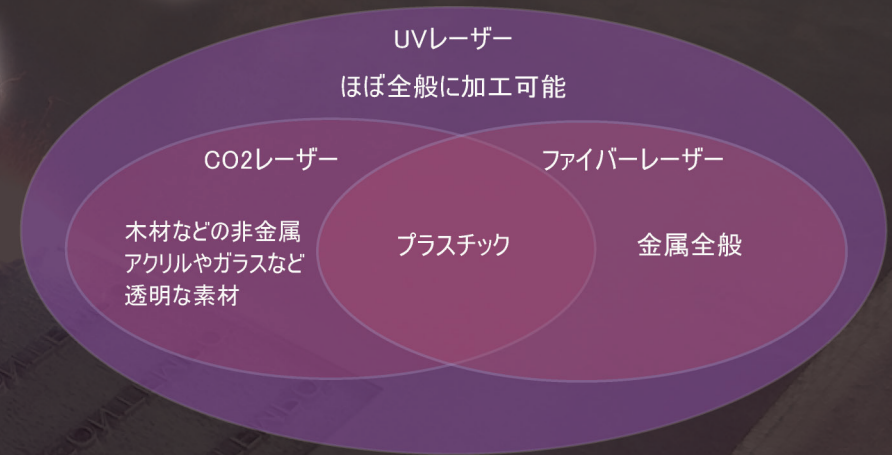 UVレーザー
ほぼ全般に加工可能
CO2レーザー
ファイバーレーザー
木材などの非金属
アクリルやガラスなど
透明な素材
プラスチック
金属全般